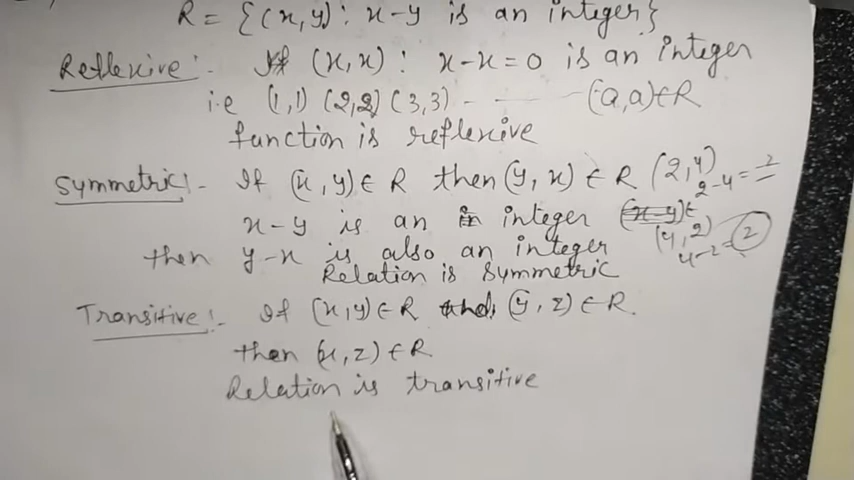 R = {(x,y): x-y is an integer}
Reflexive:- If (x,x): x-x=0 is an integer
i.e (1,1) (2,2) (3,3) - - - - (a,a)∈R
function is reflexive
Symmetric!- If (x,y)∈ R then (y,x) ∈ R (2,4)
2-4=-2
x-y is an integer (x-y)∈
(4,2)
4-2=2
then y-x is also an integer
Relation is symmetric
Transitive!- If (x,y)∈R and (y,z)∈R.
then (x,z)∈R
Relation is transitive